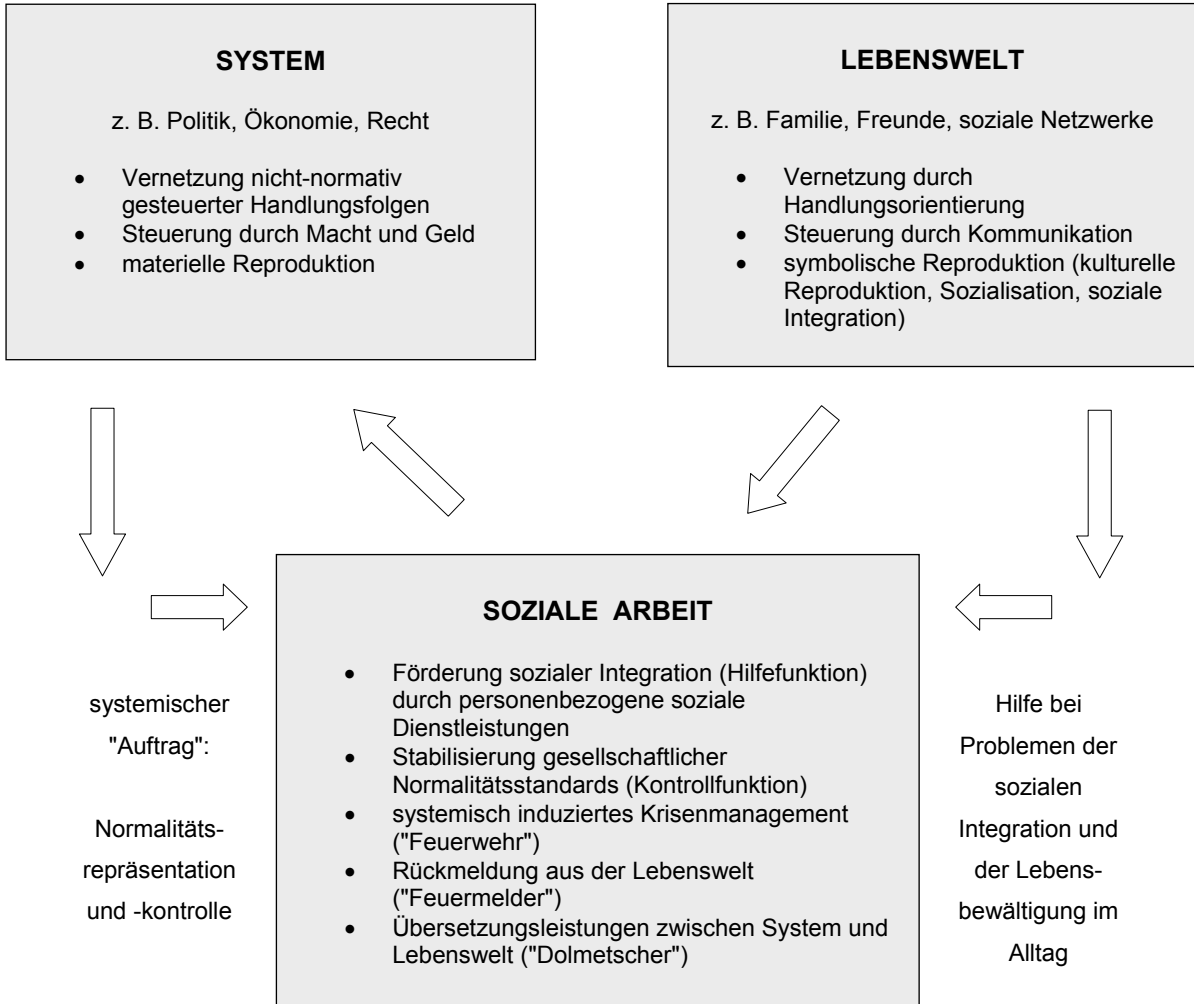 SYSTEM
z. B. Politik, Ökonomie, Recht
• Vernetzung nicht-normativ
gesteuerter Handlungsfolgen
• Steuerung durch Macht und Geld
• materielle Reproduktion
LEBENSWELT
z. B. Familie, Freunde, soziale Netzwerke
• Vernetzung durch
Handlungsorientierung
• Steuerung durch Kommunikation
• symbolische Reproduktion (kulturelle
Reproduktion, Sozialisation, soziale
Integration)
systemischer
"Auftrag":
Normalitäts-
repräsentation
und -kontrolle
SOZIALE ARBEIT
• Förderung sozialer Integration (Hilfefunktion)
durch personenbezogene soziale
Dienstleistungen
• Stabilisierung gesellschaftlicher
Normalitätsstandards (Kontrollfunktion)
• systemisch induziertes Krisenmanagement
("Feuerwehr")
• Rückmeldung aus der Lebenswelt
("Feuermelder")
• Übersetzungsleistungen zwischen System und
Lebenswelt ("Dolmetscher")
Hilfe bei
Problemen der
sozialen
Integration und
der Lebens-
bewältigung im
Alltag